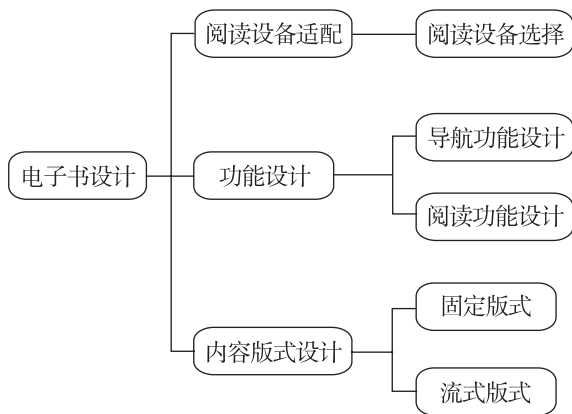 电子书设计
阅读设备适配
阅读设备选择
功能设计
导航功能设计
阅读功能设计
内容版式设计
固定版式
流式版式